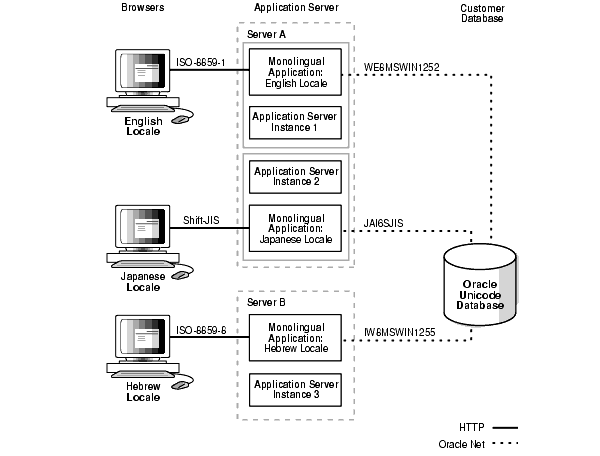 Browsers
Application Server
Customer
Database
Server A
ISO-8859-1
Monolingual
Application:
English Locale
WE8MSWIN1252
English
Locale
Application Server
Instance 1
Application Server
Instance 2
Shift-JIS
Monolingual
Application:
Japanese Locale
JA16SJIS
Japanese
Locale
Oracle
Unicode
Database
Server B
ISO-8859-8
Monolingual
Application:
Hebrew Locale
IW8MSWIN1255
Hebrew
Locale
Application Server
Instance 3
HTTP
Oracle Net